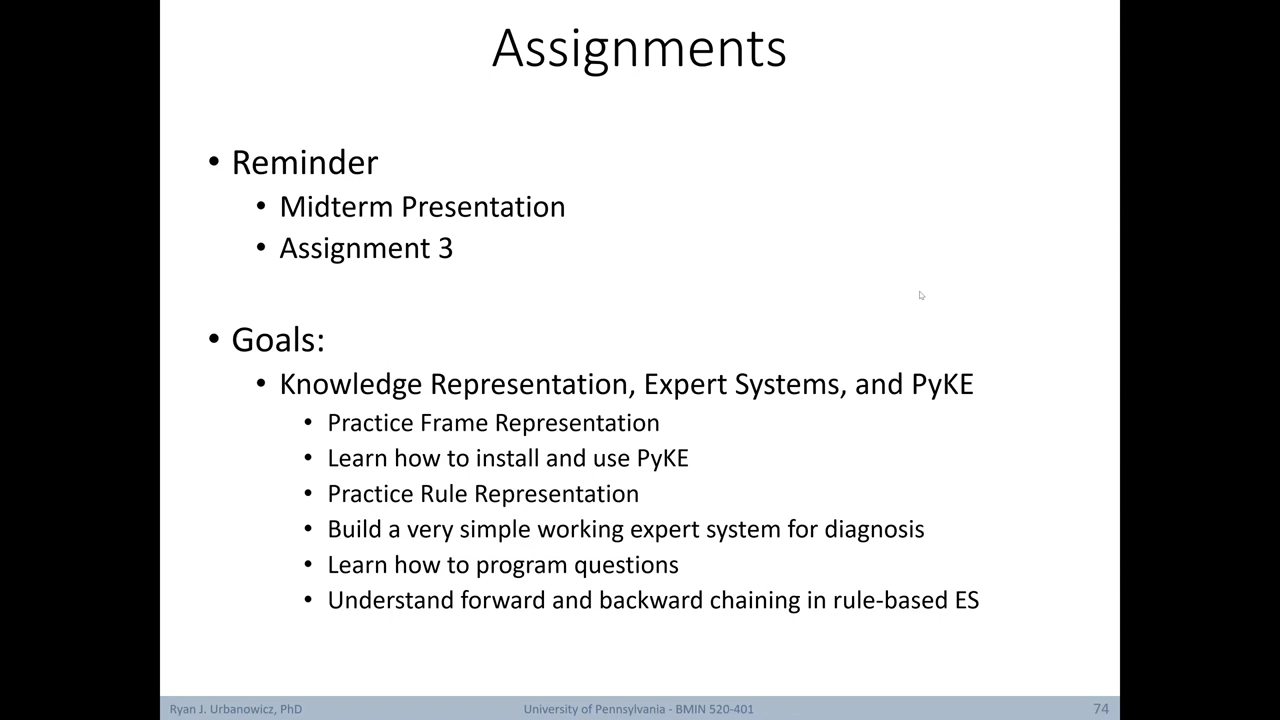 Assignments
• Reminder
• Midterm Presentation
• Assignment 3
• Goals:
• Knowledge Representation, Expert Systems, and PyKE
• Practice Frame Representation
• Learn how to install and use PyKE
• Practice Rule Representation
• Build a very simple working expert system for diagnosis
• Learn how to program questions
• Understand forward and backward chaining in rule-based ES
Ryan J. Urbanowicz, PhD
University of Pennsylvania - BMIN 520-401
74